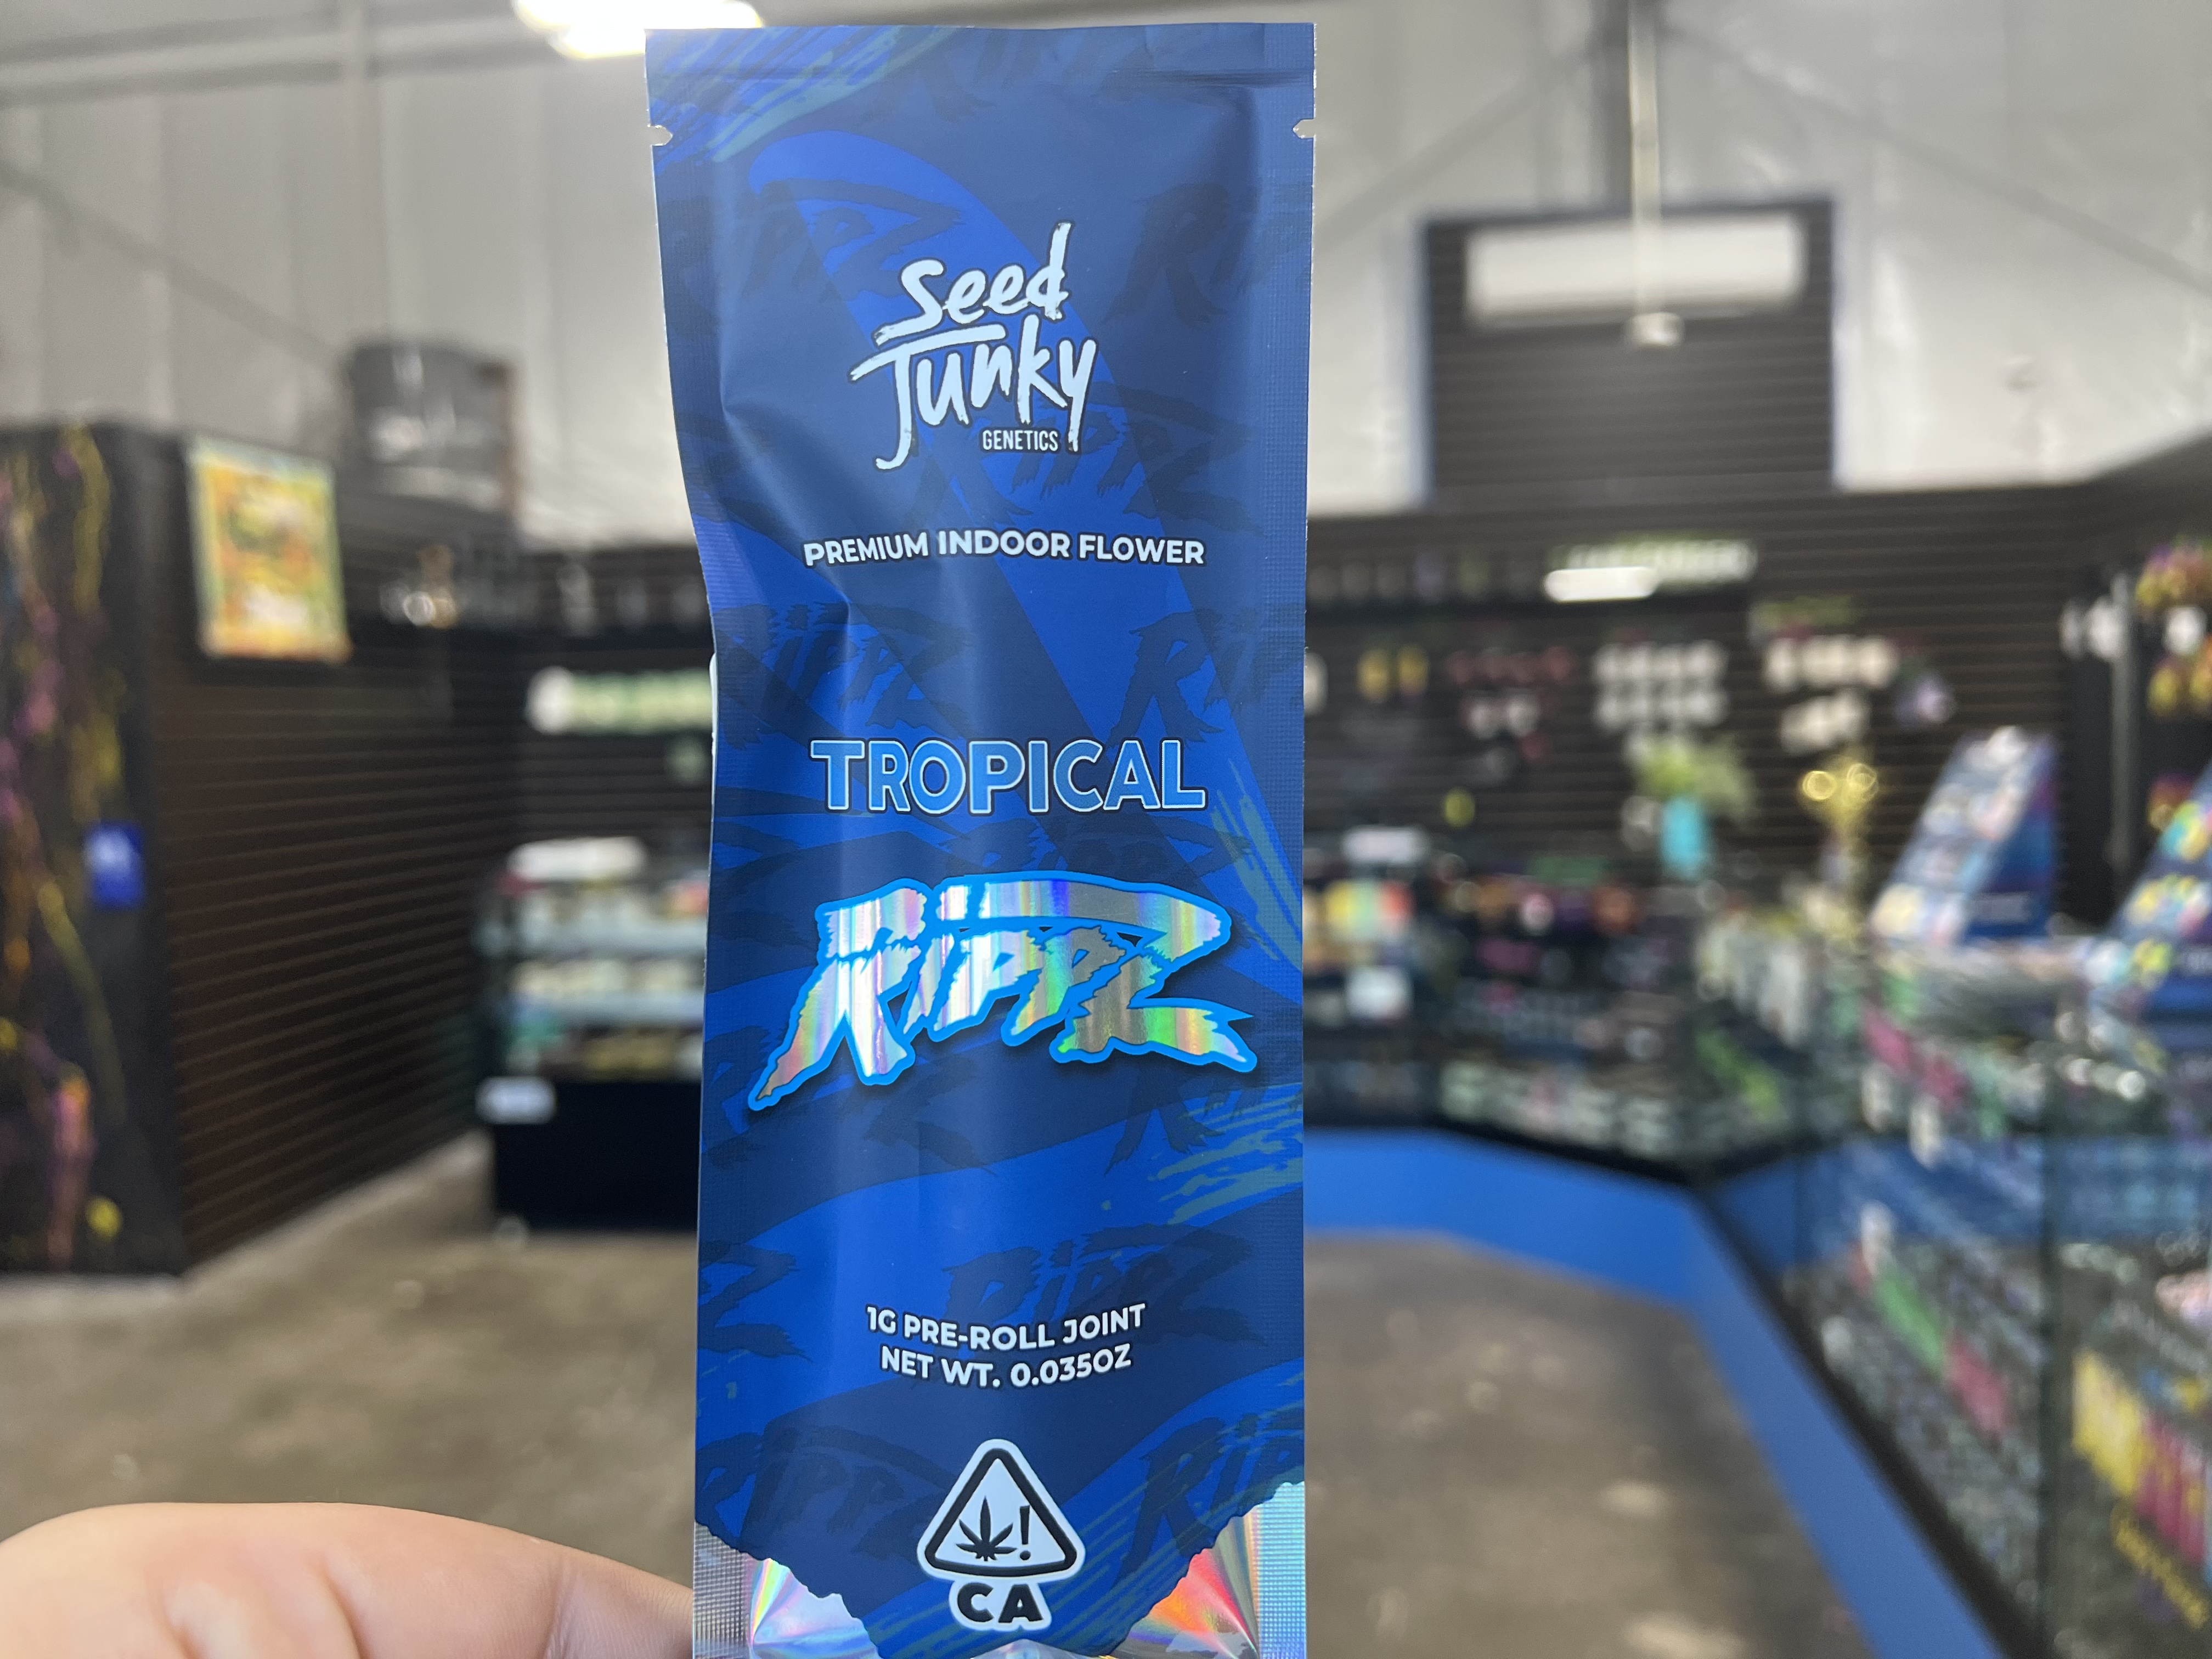 Seed
Junky
GENETICS
PREMIUM INDOOR FLOWER
TROPICAL
RIPPZ
1G PRE-ROLL JOINT
NET WT. 0.035OZ
!
CA